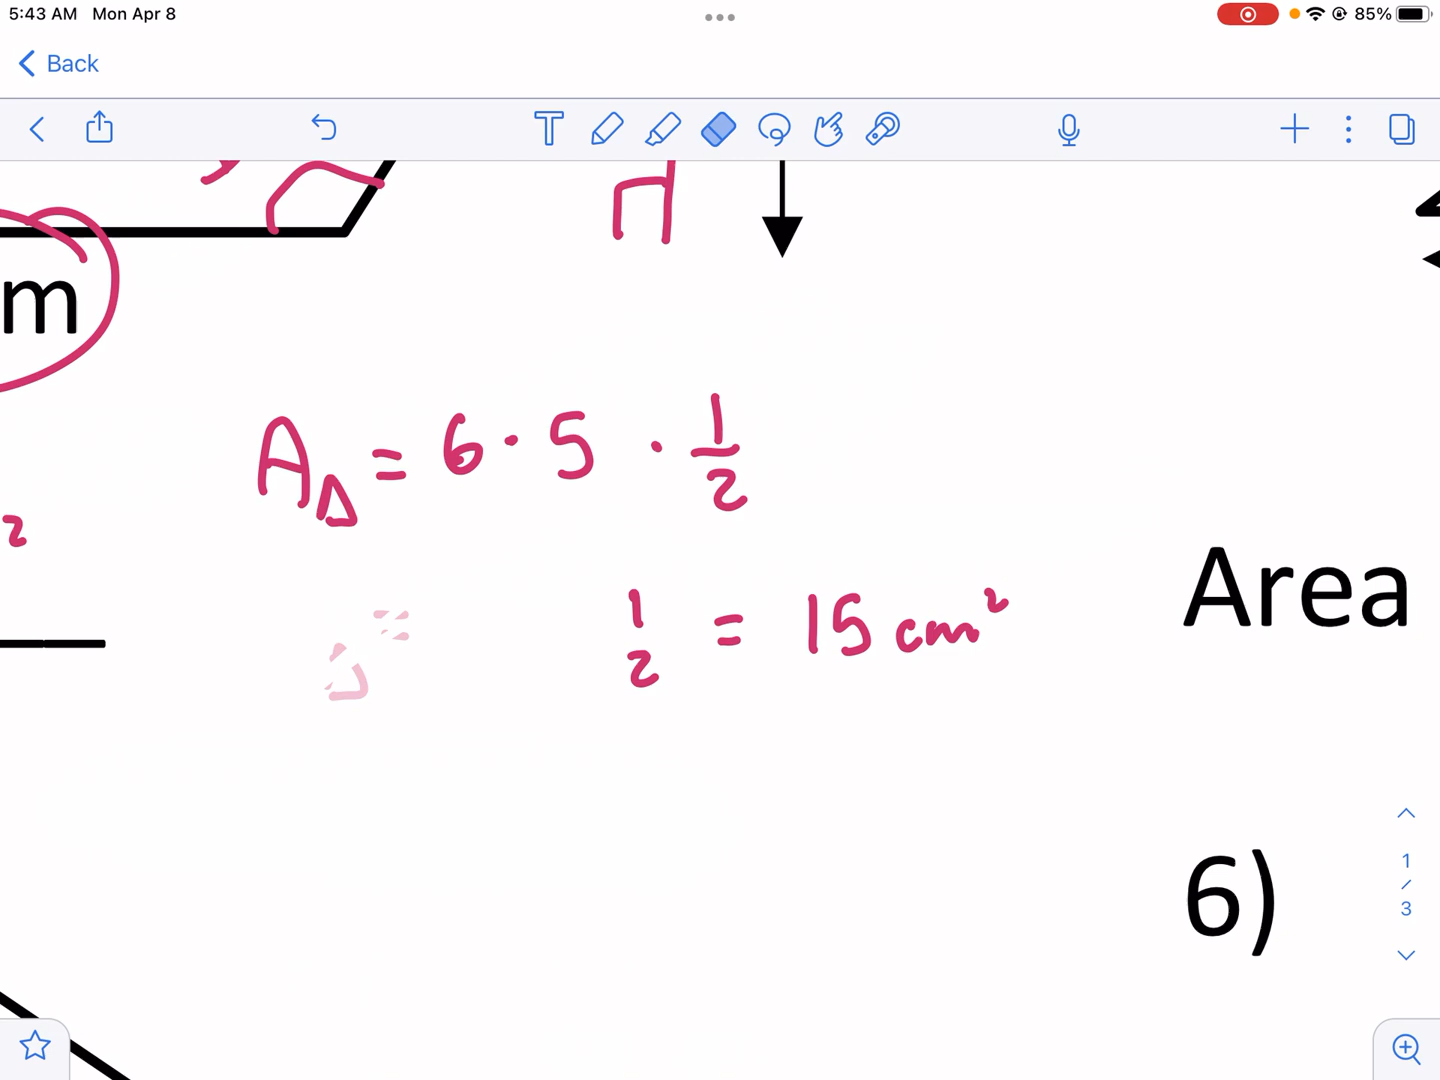 5:43 AM Mon Apr 8
85%
Back
m
A△ = 6 · 5 · 1/2
2
1/2 = 15 cm²
Area
1/3
6)